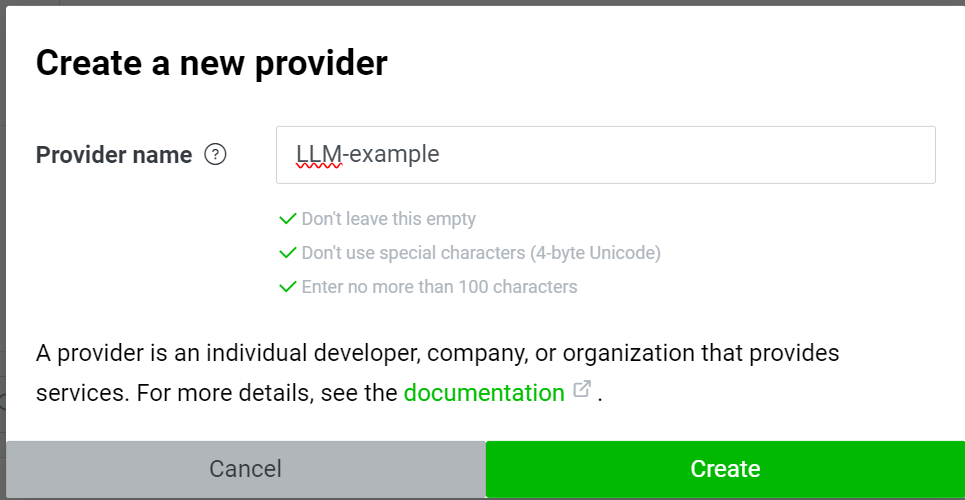 Create a new provider
Provider name ?
LLM-example
Don't leave this empty
Don't use special characters (4-byte Unicode)
Enter no more than 100 characters
A provider is an individual developer, company, or organization that provides
services. For more details, see the documentation .
Cancel
Create